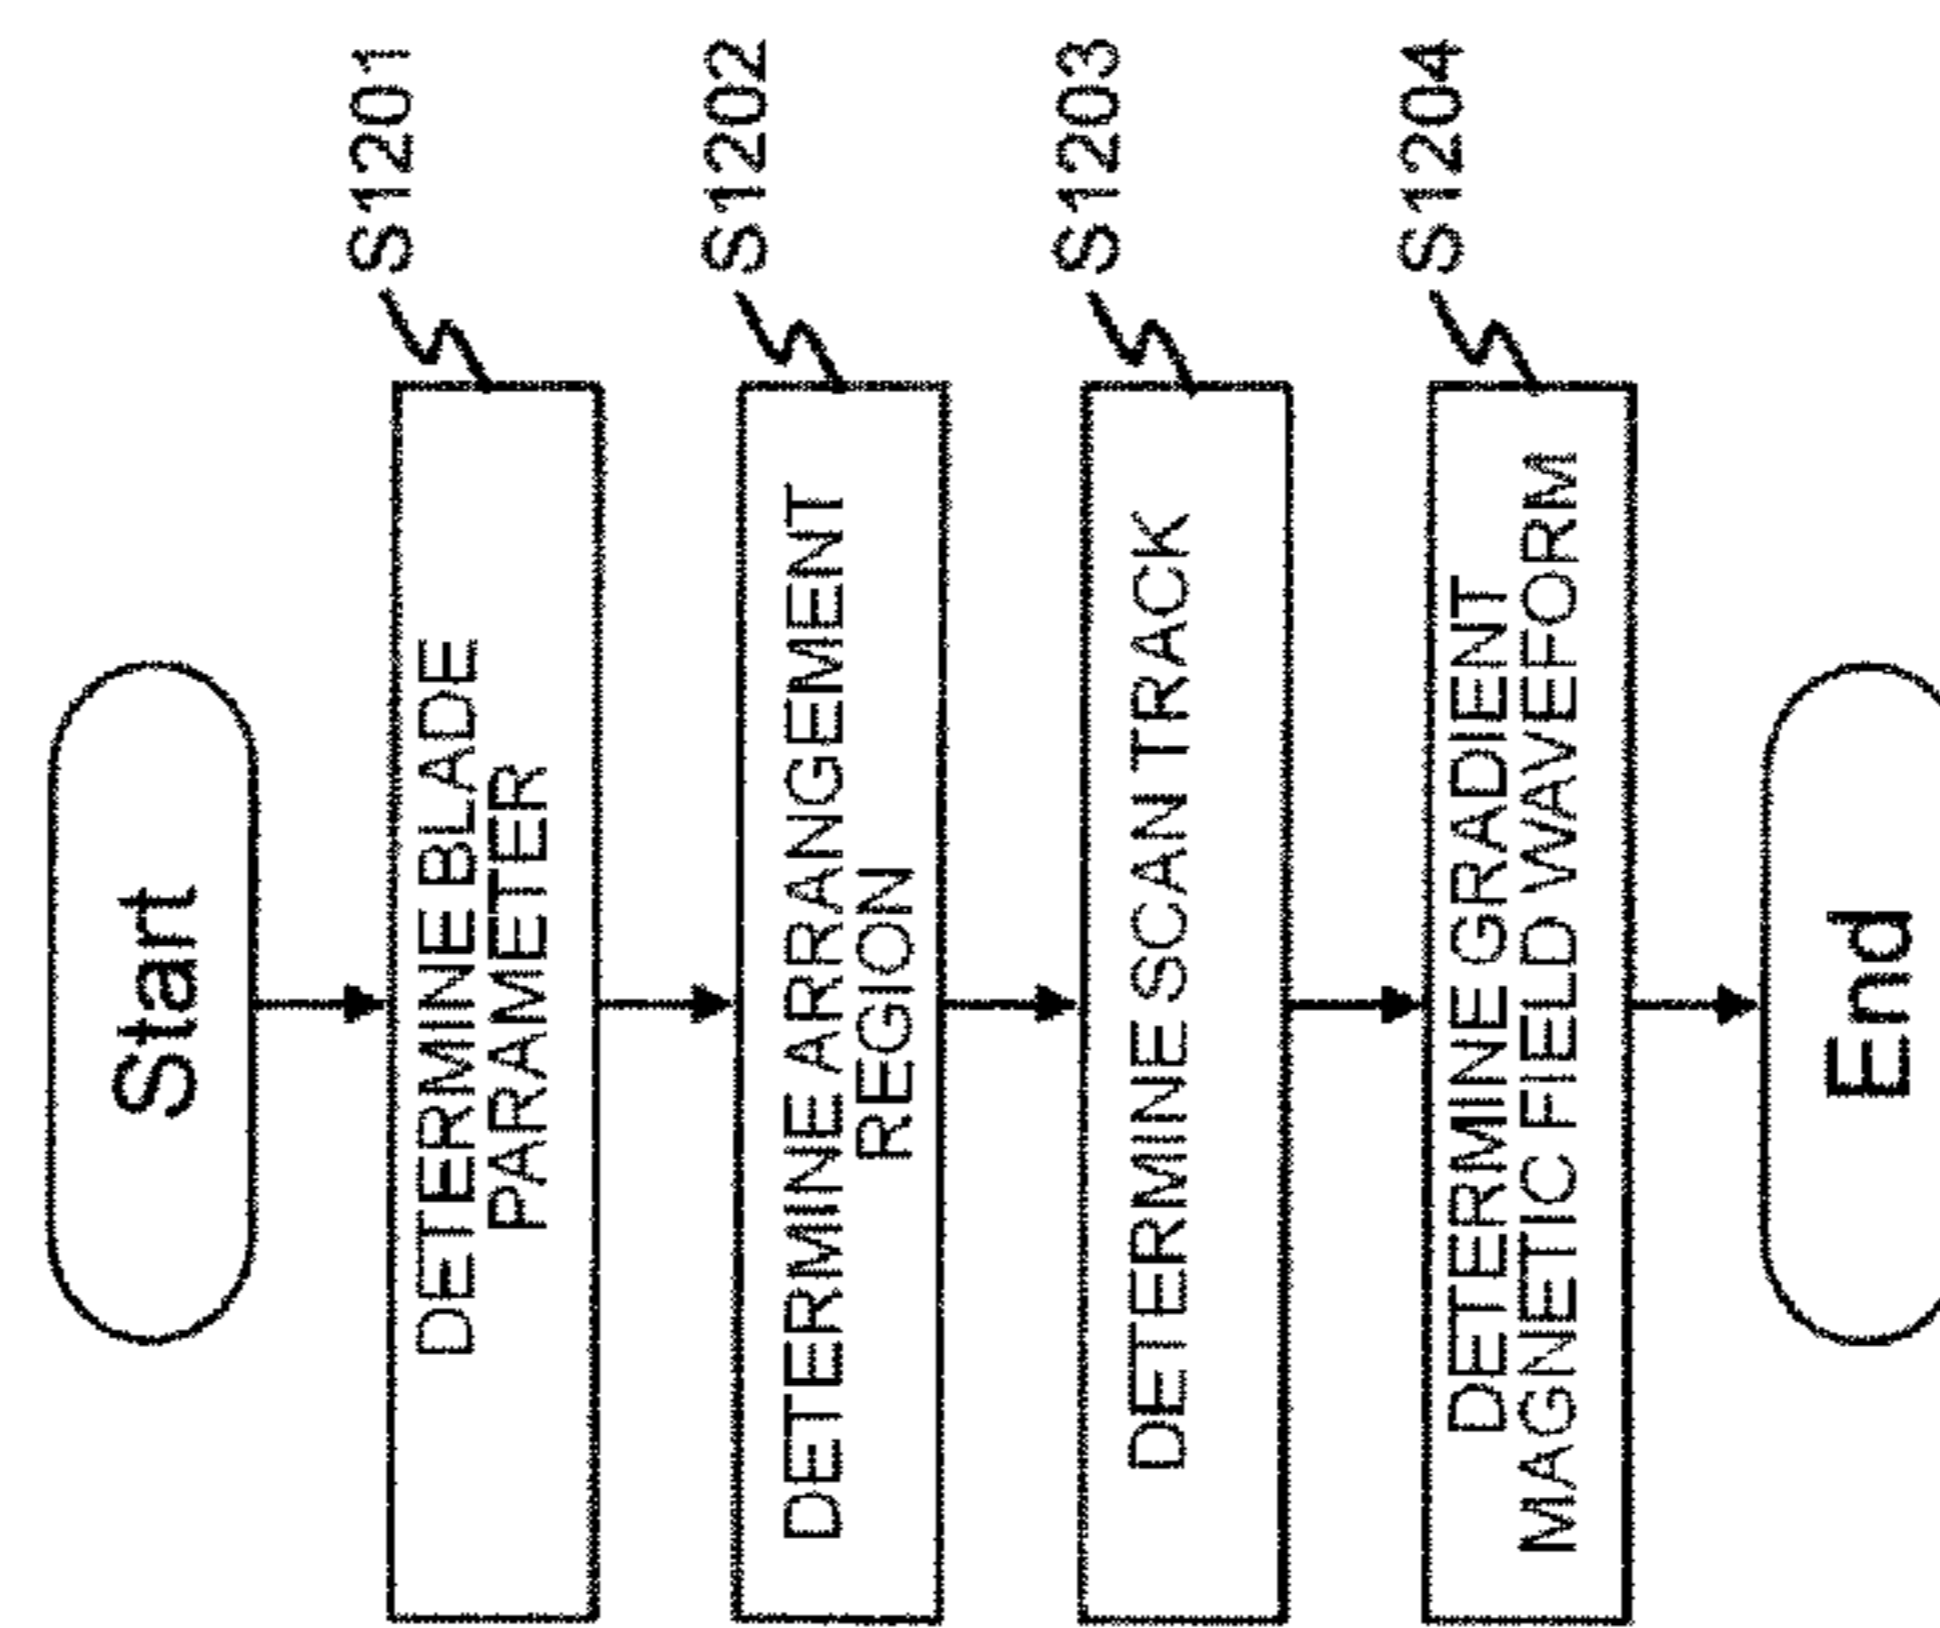 Start
S1201
DETERMINE BLADE
PARAMETER
S1202
DETERMINE ARRANGEMENT
REGION
S1203
DETERMINE SCAN TRACK
S1204
DETERMINE GRADIENT
MAGNETIC FIELD WAVEFORM
End